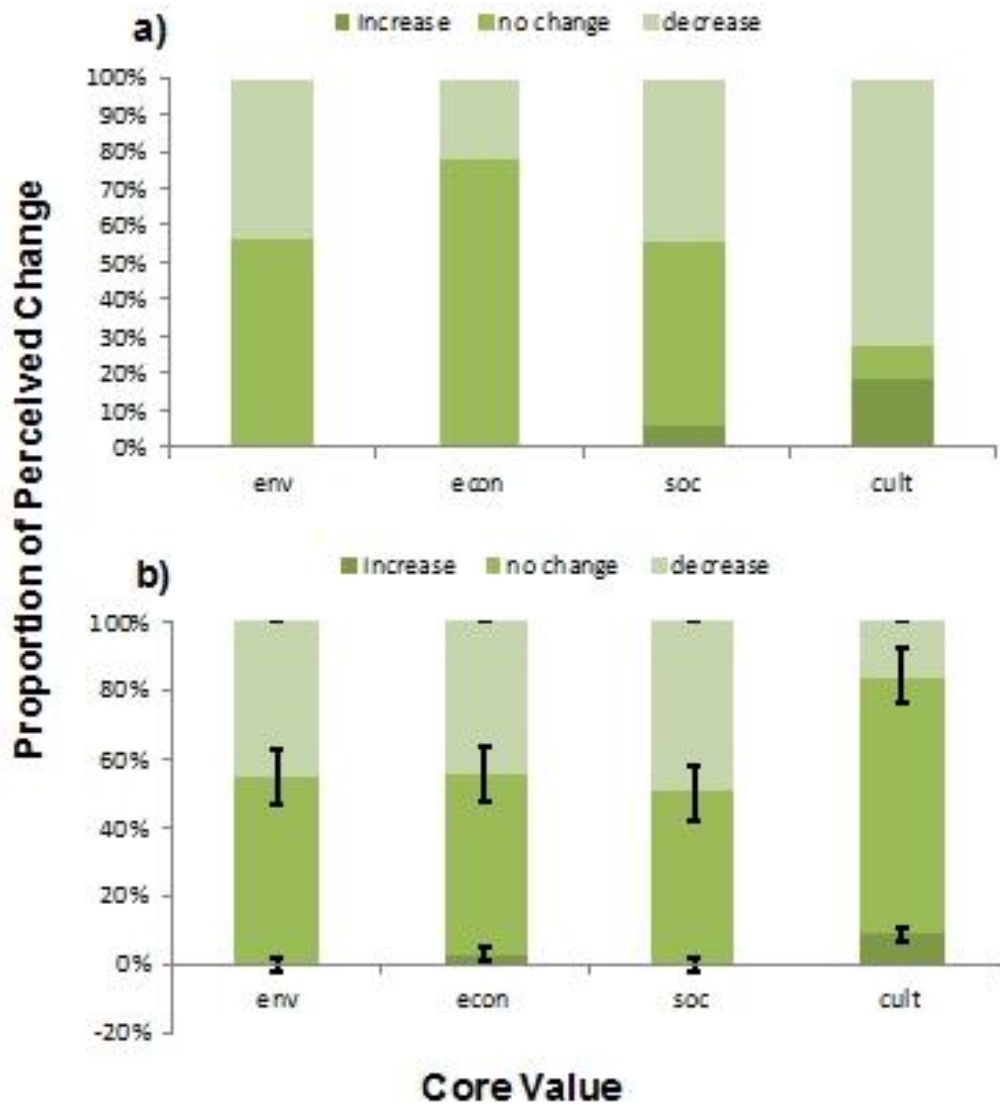 a)
Increase no change decrease
100%
90%
80%
70%
60%
50%
40%
30%
20%
10%
0%
env econ soc cult
Proportion of Perceived Change
b)
Increase no change decrease
100%
80%
60%
40%
20%
0%
env econ soc cult
-20%
Core Value